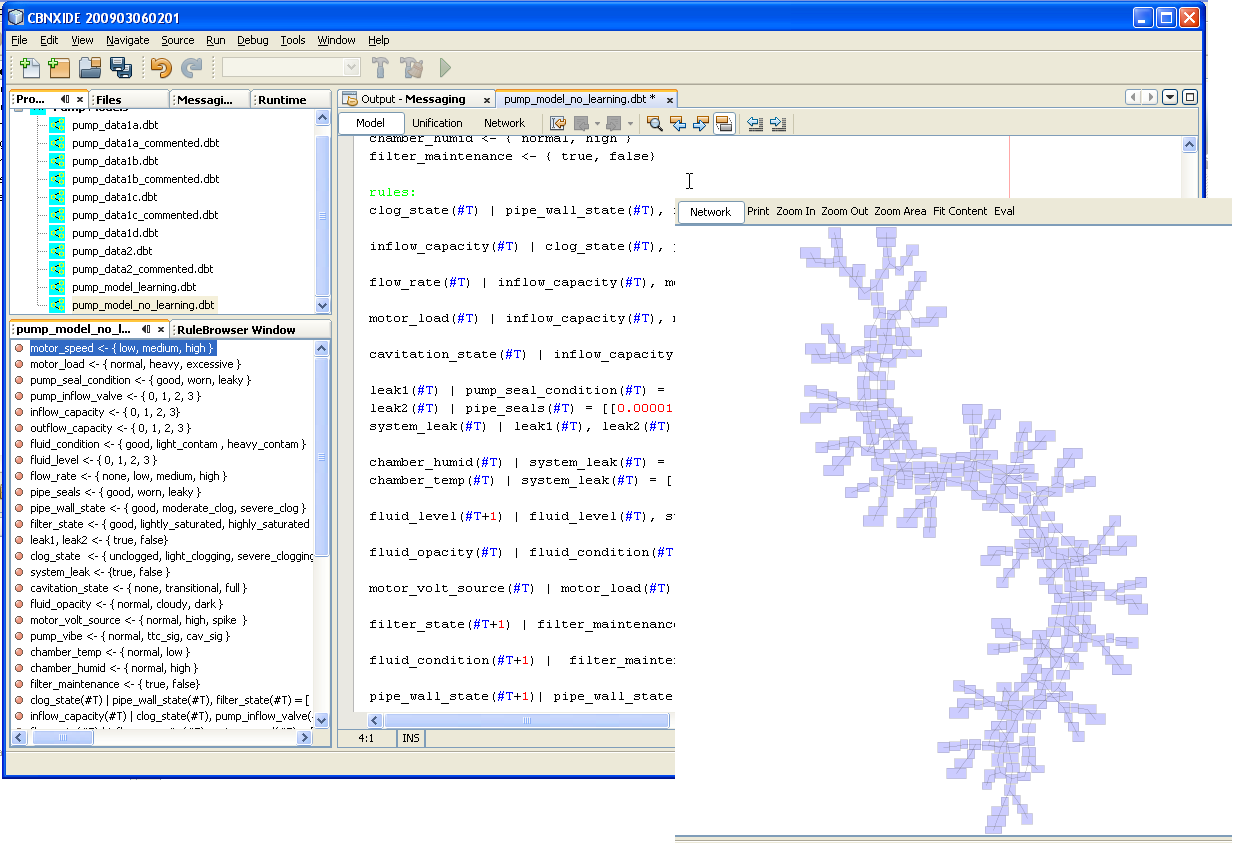 CBNXIDE 200903060201
File Edit View Navigate Source Run Debug Tools Window Help
Pro... Files Messagi... Runtime
Pump Models
pump_data1a.dbt
pump_data1a_commented.dbt
pump_data1b.dbt
pump_data1b_commented.dbt
pump_data1c.dbt
pump_data1c_commented.dbt
pump_data1d.dbt
pump_data2.dbt
pump_data2_commented.dbt
pump_model_learning.dbt
pump_model_no_learning.dbt
pump_model_no_l... RuleBrowser Window
motor_speed <- { low, medium, high }
motor_load <- { normal, heavy, excessive }
pump_seal_condition <- { good, worn, leaky }
pump_inflow_valve <- { 0, 1, 2, 3 }
inflow_capacity <- { 0, 1, 2, 3}
outflow_capacity <- { 0, 1, 2, 3 }
fluid_condition <- { good, light_contam , heavy_contam }
fluid_level <- { 0, 1, 2, 3 }
flow_rate <- { none, low, medium, high }
pipe_seals <- { good, worn, leaky }
pipe_wall_state <- { good, moderate_clog, severe_clog }
filter_state <- { good, lightly_saturated, highly_saturated
leak1, leak2 <- { true, false}
clog_state <- { unclogged, light_clogging, severe_clogging
system_leak <- {true, false }
cavitation_state <- { none, transitional, full }
fluid_opacity <- { normal, cloudy, dark }
motor_volt_source <- { normal, high, spike }
pump_vibe <- { normal, ttc_sig, cav_sig }
chamber_temp <- { normal, low }
chamber_humid <- { normal, high }
filter_maintenance <- { true, false}
clog_state(#T) | pipe_wall_state(#T), filter_state(#T) = [
inflow_capacity(#T) | clog_state(#T), pump_inflow_valve(
Output - Messaging pump_model_no_learning.dbt *
Model Unification Network
chamber_humid <- { normal, high }
filter_maintenance <- { true, false}
rules:
clog_state(#T) | pipe_wall_state(#T),
inflow_capacity(#T) | clog_state(#T),
flow_rate(#T) | inflow_capacity(#T),
motor_load(#T) | inflow_capacity(#T),
cavitation_state(#T) | inflow_capacity
leak1(#T) | pump_seal_condition(#T) =
leak2(#T) | pipe_seals(#T) = [[0.00001
system_leak(#T) | leak1(#T), leak2(#T)
chamber_humid(#T) | system_leak(#T) =
chamber_temp(#T) | system_leak(#T) = [
fluid_level(#T+1) | fluid_level(#T),
fluid_opacity(#T) | fluid_condition(#T
motor_volt_source(#T) | motor_load(#T)
filter_state(#T+1) | filter_maintenanc
fluid_condition(#T+1) | filter_mainte
pipe_wall_state(#T+1)| pipe_wall_state
4:1 INS
Network Print Zoom In Zoom Out Zoom Area Fit Content Eval